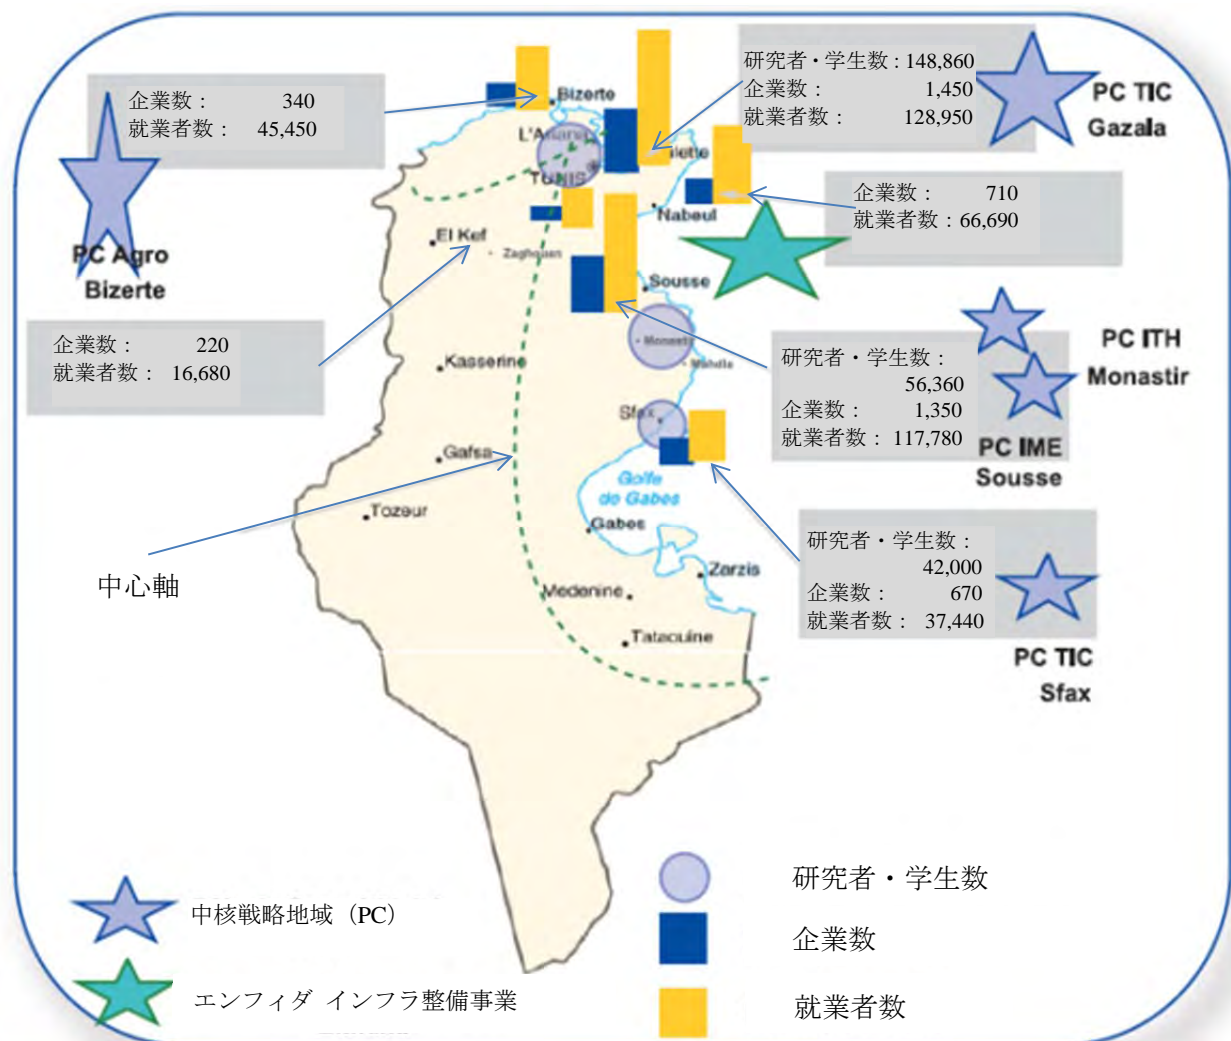 研究者・学生数：148,860
企業数： 1,450
就業者数： 128,950
PC TIC
Gazala
企業数： 340
就業者数： 45,450
PC Agro
Bizerte
Bizerte
L'Ariana
TUNIS
Nabeul
企業数： 710
就業者数：66,690
El Kef
Zaghouan
Sousse
企業数： 220
就業者数： 16,680
Kasserine
Monastir
Mahdia
研究者・学生数：
56,360
企業数： 1,350
就業者数： 117,780
PC ITH
Monastir
PC IME
Sousse
Sfax
Gafsa
Golfe
de Gabes
Tozeur
Gabes
中心軸
Zarzis
Medenine
Tataouine
研究者・学生数：
42,000
企業数： 670
就業者数： 37,440
PC TIC
Sfax
中核戦略地域（PC）
エンフィダ インフラ整備事業
研究者・学生数
企業数
就業者数